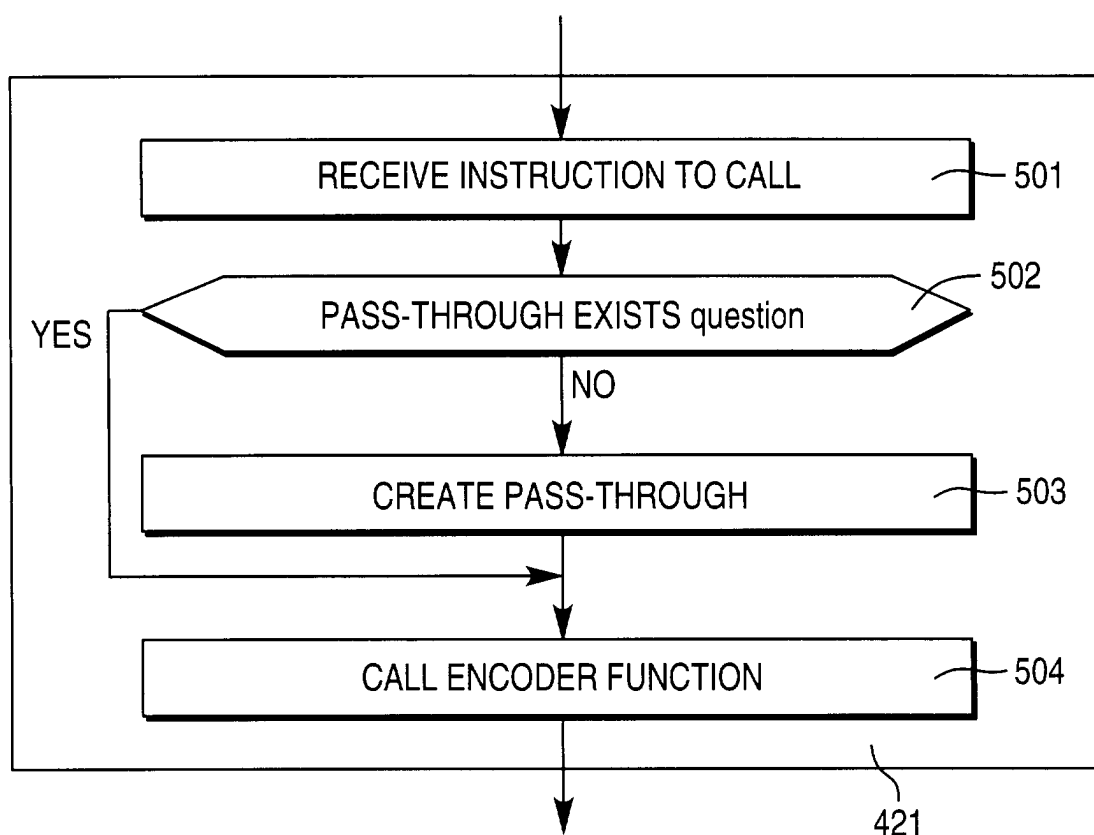 RECEIVE INSTRUCTION TO CALL
501
502
PASS-THROUGH EXISTS question
YES
NO
CREATE PASS-THROUGH
503
CALL ENCODER FUNCTION
504
421